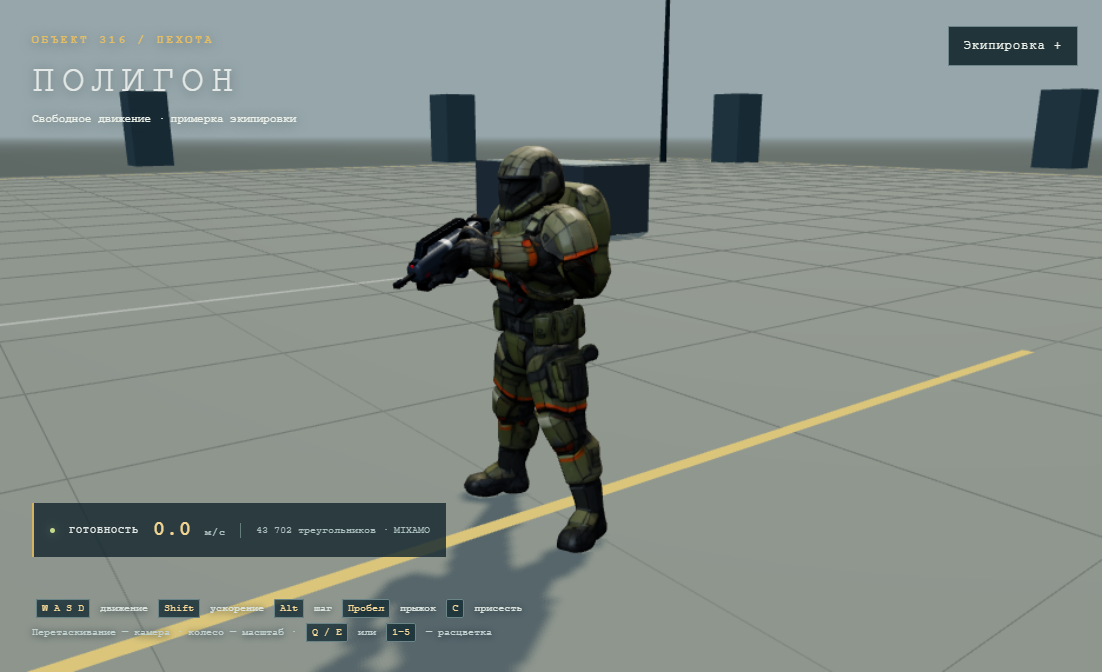 ОБЪЕКТ 316 / ПЕХОТА
Экипировка +
ПОЛИГОН
Свободное движение · примерка экипировки
ГОТОВНОСТЬ 0.0 м/с 43 702 треугольников · MIXAMO
W A S D движение Shift ускорение Alt шаг Пробел прыжок C присесть
Перетаскивание — камера · колесо — масштаб · Q / E или 1–5 — расцветка